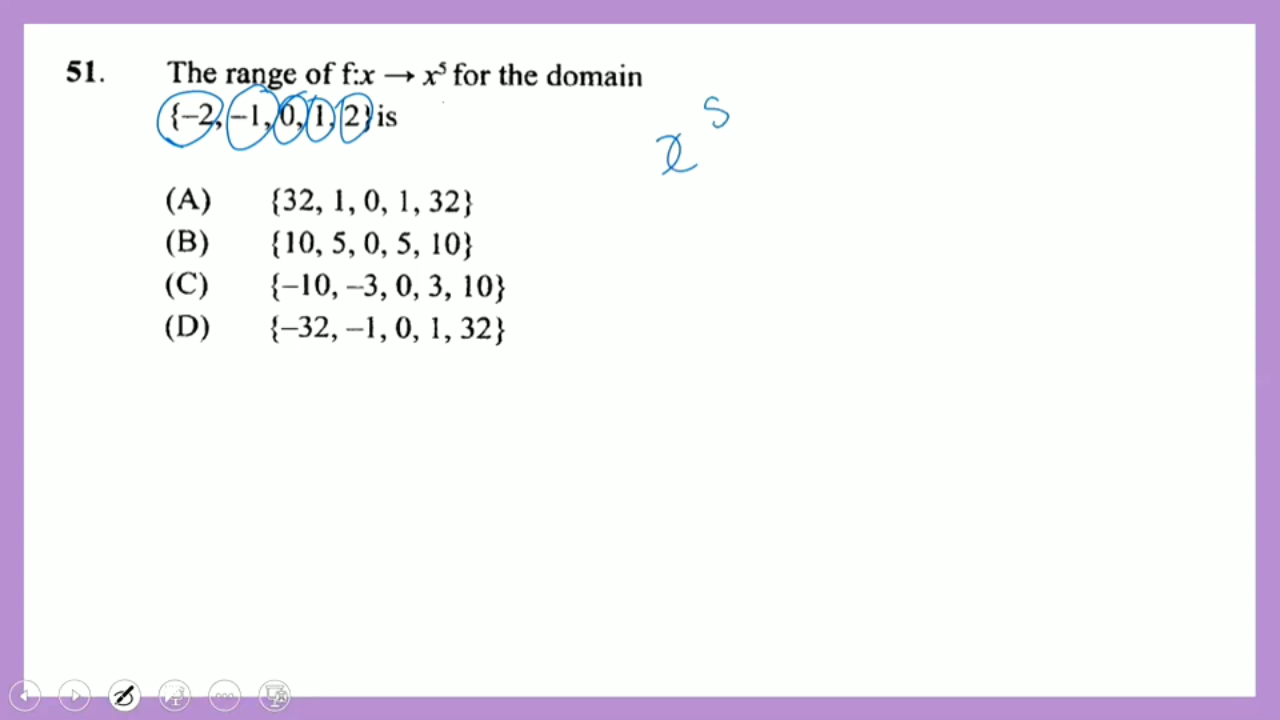 51. The range of f:x → x⁵ for the domain
{–2, –1, 0, 1, 2} is
x⁵
(A) {32, 1, 0, 1, 32}
(B) {10, 5, 0, 5, 10}
(C) {–10, –3, 0, 3, 10}
(D) {–32, –1, 0, 1, 32}